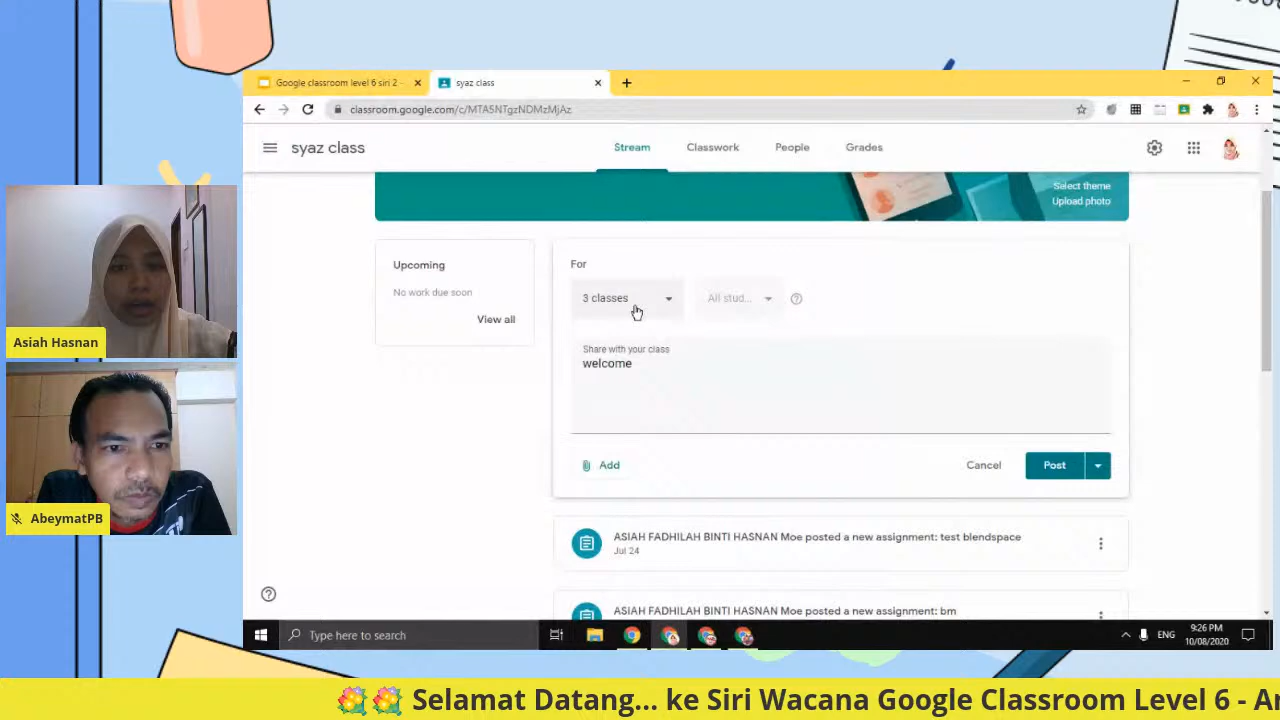 Google classroom level 6 siri 2 -
syaz class
classroom.google.com/c/MTA5NTgzNDMzMjAz
syaz class
Stream
Classwork
People
Grades
Select theme
Upload photo
Upcoming
No work due soon
View all
For
3 classes
All stud...
Share with your class
welcome
Add
Cancel
Post
ASIAH FADHILAH BINTI HASNAN Moe posted a new assignment: test blendspace
Jul 24
ASIAH FADHILAH BINTI HASNAN Moe posted a new assignment: bm
Asiah Hasnan
AbeymatPB
Type here to search
ENG
9:26 PM
10/08/2020
Selamat Datang... ke Siri Wacana Google Classroom Level 6 -